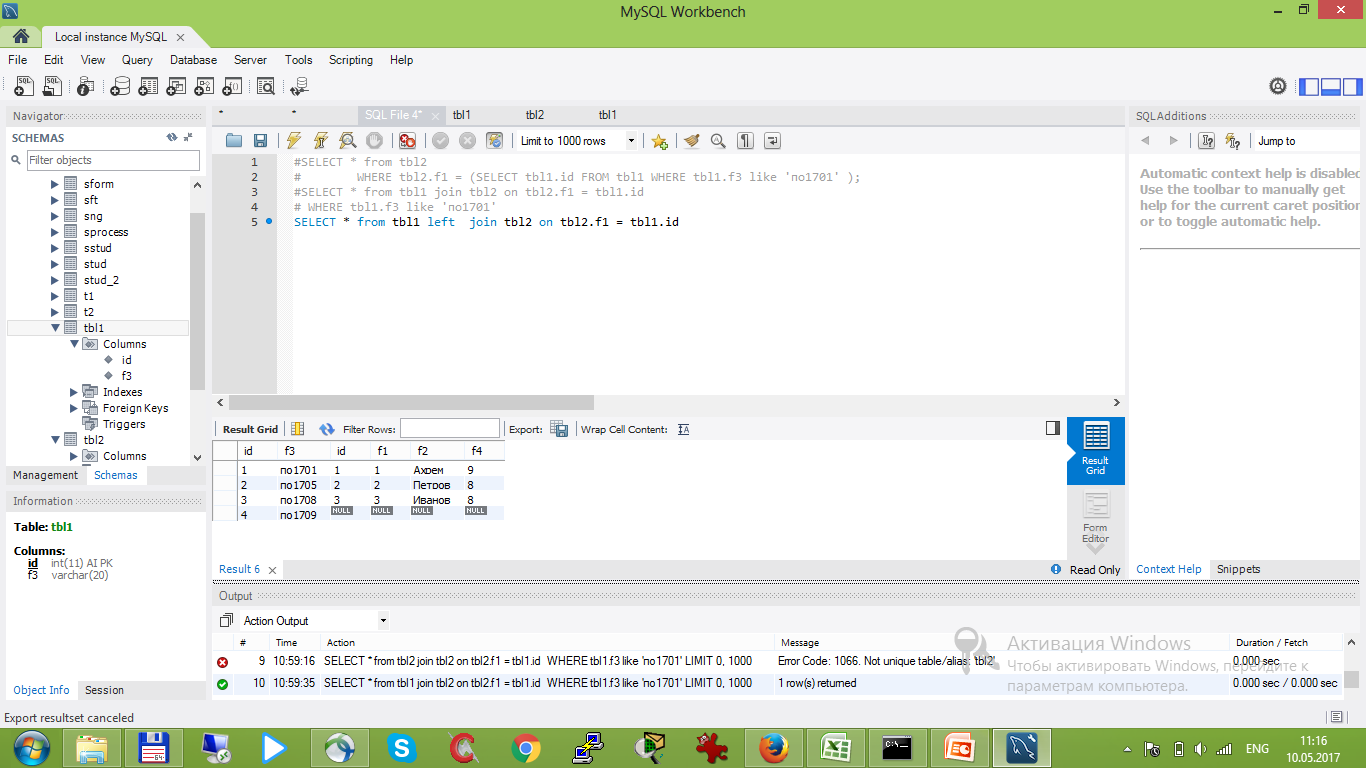 MySQL Workbench
Local instance MySQL
File Edit View Query Database Server Tools Scripting Help
Navigator
SCHEMAS
Filter objects
sform
sft
sng
sprocess
sstud
stud
stud_2
t1
t2
tbl1
Columns
id
f3
Indexes
Foreign Keys
Triggers
tbl2
Columns
Management Schemas
Information
Table: tbl1
Columns:
id int(11) AI PK
f3 varchar(20)
Object Info Session
SQL File 4* tbl1 tbl2 tbl1
Limit to 1000 rows
1 #SELECT * from tbl2
2 # WHERE tbl2.f1 = (SELECT tbl1.id FROM tbl1 WHERE tbl1.f3 like 'no1701' );
3 #SELECT * from tbl1 join tbl2 on tbl2.f1 = tbl1.id
4 # WHERE tbl1.f3 like 'no1701'
5 SELECT * from tbl1 left join tbl2 on tbl2.f1 = tbl1.id
Result Grid Filter Rows: Export: Wrap Cell Content:
id f3 id f1 f2 f4
1 no1701 1 1 Ахрем 9
2 no1705 2 2 Петров 8
3 no1708 3 3 Иванов 8
4 no1709 NULL NULL NULL NULL
Result Grid
Form Editor
Result 6
Read Only
SQLAdditions
Jump to
Automatic context help is disabled
Use the toolbar to manually get
help for the current caret position
or to toggle automatic help.
Context Help Snippets
Output
Action Output
# Time Action Message Duration / Fetch
9 10:59:16 SELECT * from tbl2 join tbl2 on tbl2.f1 = tbl1.id WHERE tbl1.f3 like 'no1701' LIMIT 0, 1000 Error Code: 1066. Not unique table/alias: 'tbl2' 0.000 sec
10 10:59:35 SELECT * from tbl1 join tbl2 on tbl2.f1 = tbl1.id WHERE tbl1.f3 like 'no1701' LIMIT 0, 1000 1 row(s) returned 0.000 sec / 0.000 sec
Активация Windows
Чтобы активировать Windows, перейдите к
параметрам компьютера.
Export resultset canceled
ENG
11:16
10.05.2017